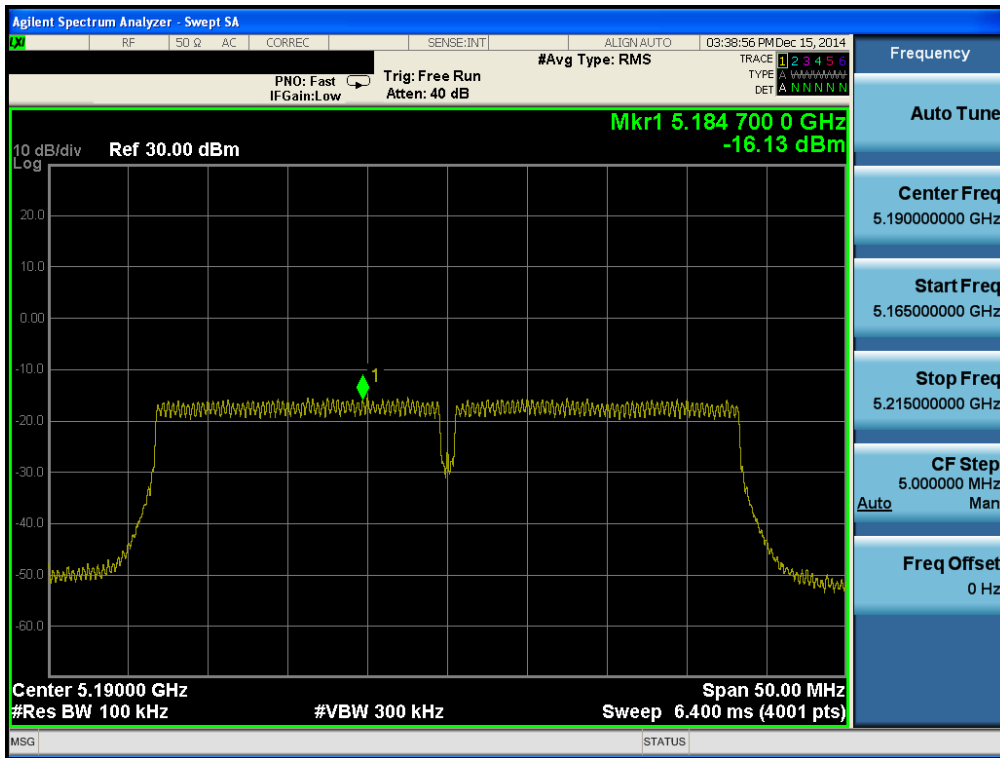 Agilent Spectrum Analyzer - Swept SA
LXI RF 50 Ω AC CORREC SENSE:INT ALIGN AUTO 03:38:56 PM Dec 15, 2014
#Avg Type: RMS
TRACE 1 2 3 4 5 6
TYPE A
DET A N N N N N
PNO: Fast
IFGain:Low
Trig: Free Run
Atten: 40 dB
Mkr1 5.184 700 0 GHz
-16.13 dBm
10 dB/div Ref 30.00 dBm
Log
20.0
10.0
0.00
-10.0
-20.0
-30.0
-40.0
-50.0
-60.0
1
Center 5.19000 GHz Span 50.00 MHz
#Res BW 100 kHz #VBW 300 kHz Sweep 6.400 ms (4001 pts)
MSG STATUS
Frequency
Auto Tune
Center Freq
5.190000000 GHz
Start Freq
5.165000000 GHz
Stop Freq
5.215000000 GHz
CF Step
5.000000 MHz
Auto Man
Freq Offset
0 Hz